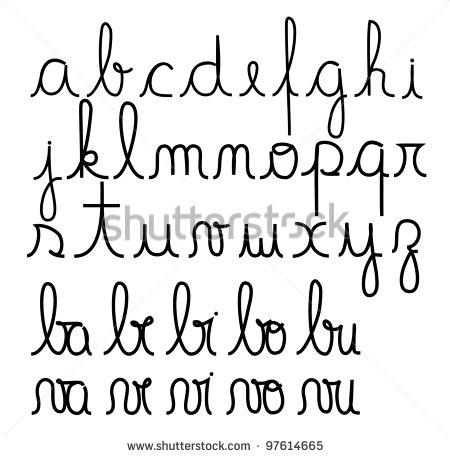 a b c d e f g h i
j k l m n o p q r
s t u v w x y z
ba be bi bo bu
va ve vi vo vu
shutterstock
www.shutterstock.com · 97614665